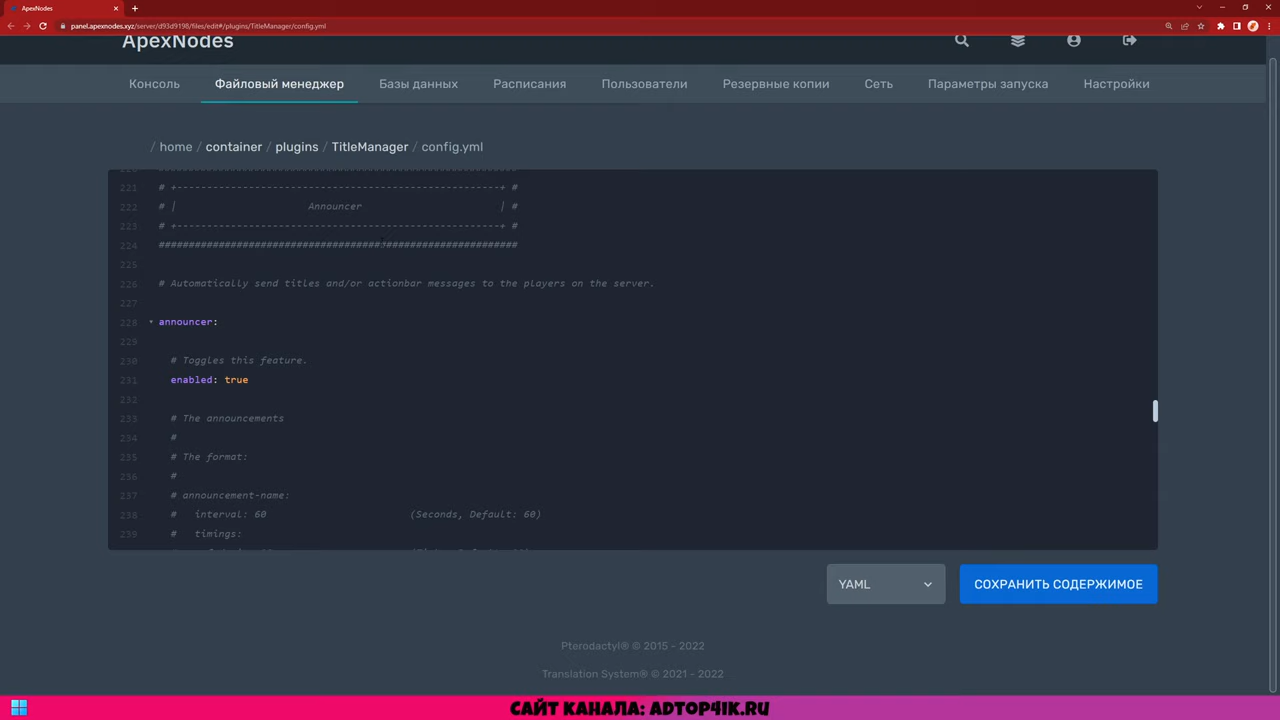 ApexNodes
panel.apexnodes.xyz/server/d93d9198/files/edit#/plugins/TitleManager/config.yml
ApexNodes
Консоль Файловый менеджер Базы данных Расписания Пользователи Резервные копии Сеть Параметры запуска Настройки
/ home / container / plugins / TitleManager / config.yml
221 # +------------------------------------------------------+ #
222 # | Announcer | #
223 # +------------------------------------------------------+ #
224 ############################################################
225
226 # Automatically send titles and/or actionbar messages to the players on the server.
227
228 announcer:
229
230 # Toggles this feature.
231 enabled: true
232
233 # The announcements
234 #
235 # The format:
236 #
237 # announcement-name:
238 # interval: 60 (Seconds, Default: 60)
239 # timings:
YAML
СОХРАНИТЬ СОДЕРЖИМОЕ
Pterodactyl® © 2015 - 2022
Translation System® © 2021 - 2022
САЙТ КАНАЛА: ADTOP4IK.RU